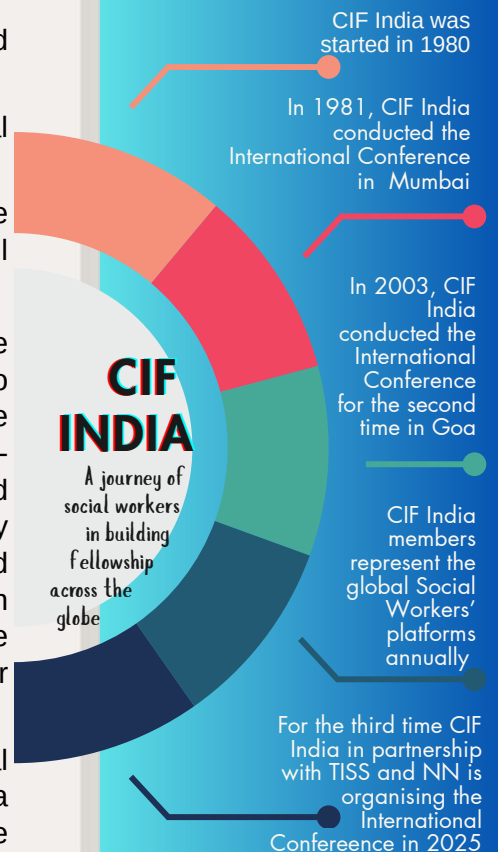 CIF India was
started in 1980
In 1981, CIF India
conducted the
International Conference
in Mumbai
In 2003, CIF
India
conducted the
International
Conference
for the second
time in Goa
CIF
INDIA
A journey of
social workers
in building
fellowship
across the
globe
CIF India
members
represent the
global Social
Workers’
platforms
annually
For the third time CIF
India in partnership
with TISS and NN is
organising the
International
Confereence in 2025